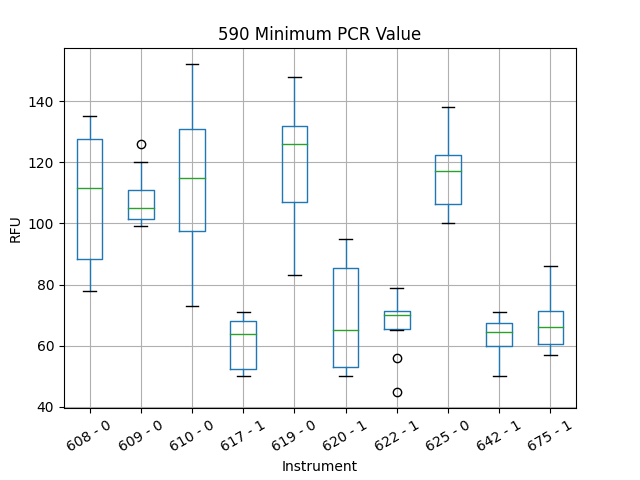 590 Minimum PCR Value
140
120
100
80
60
40
RFU
608 - 0
609 - 0
610 - 0
617 - 1
619 - 0
620 - 1
622 - 1
625 - 0
642 - 1
675 - 1
Instrument